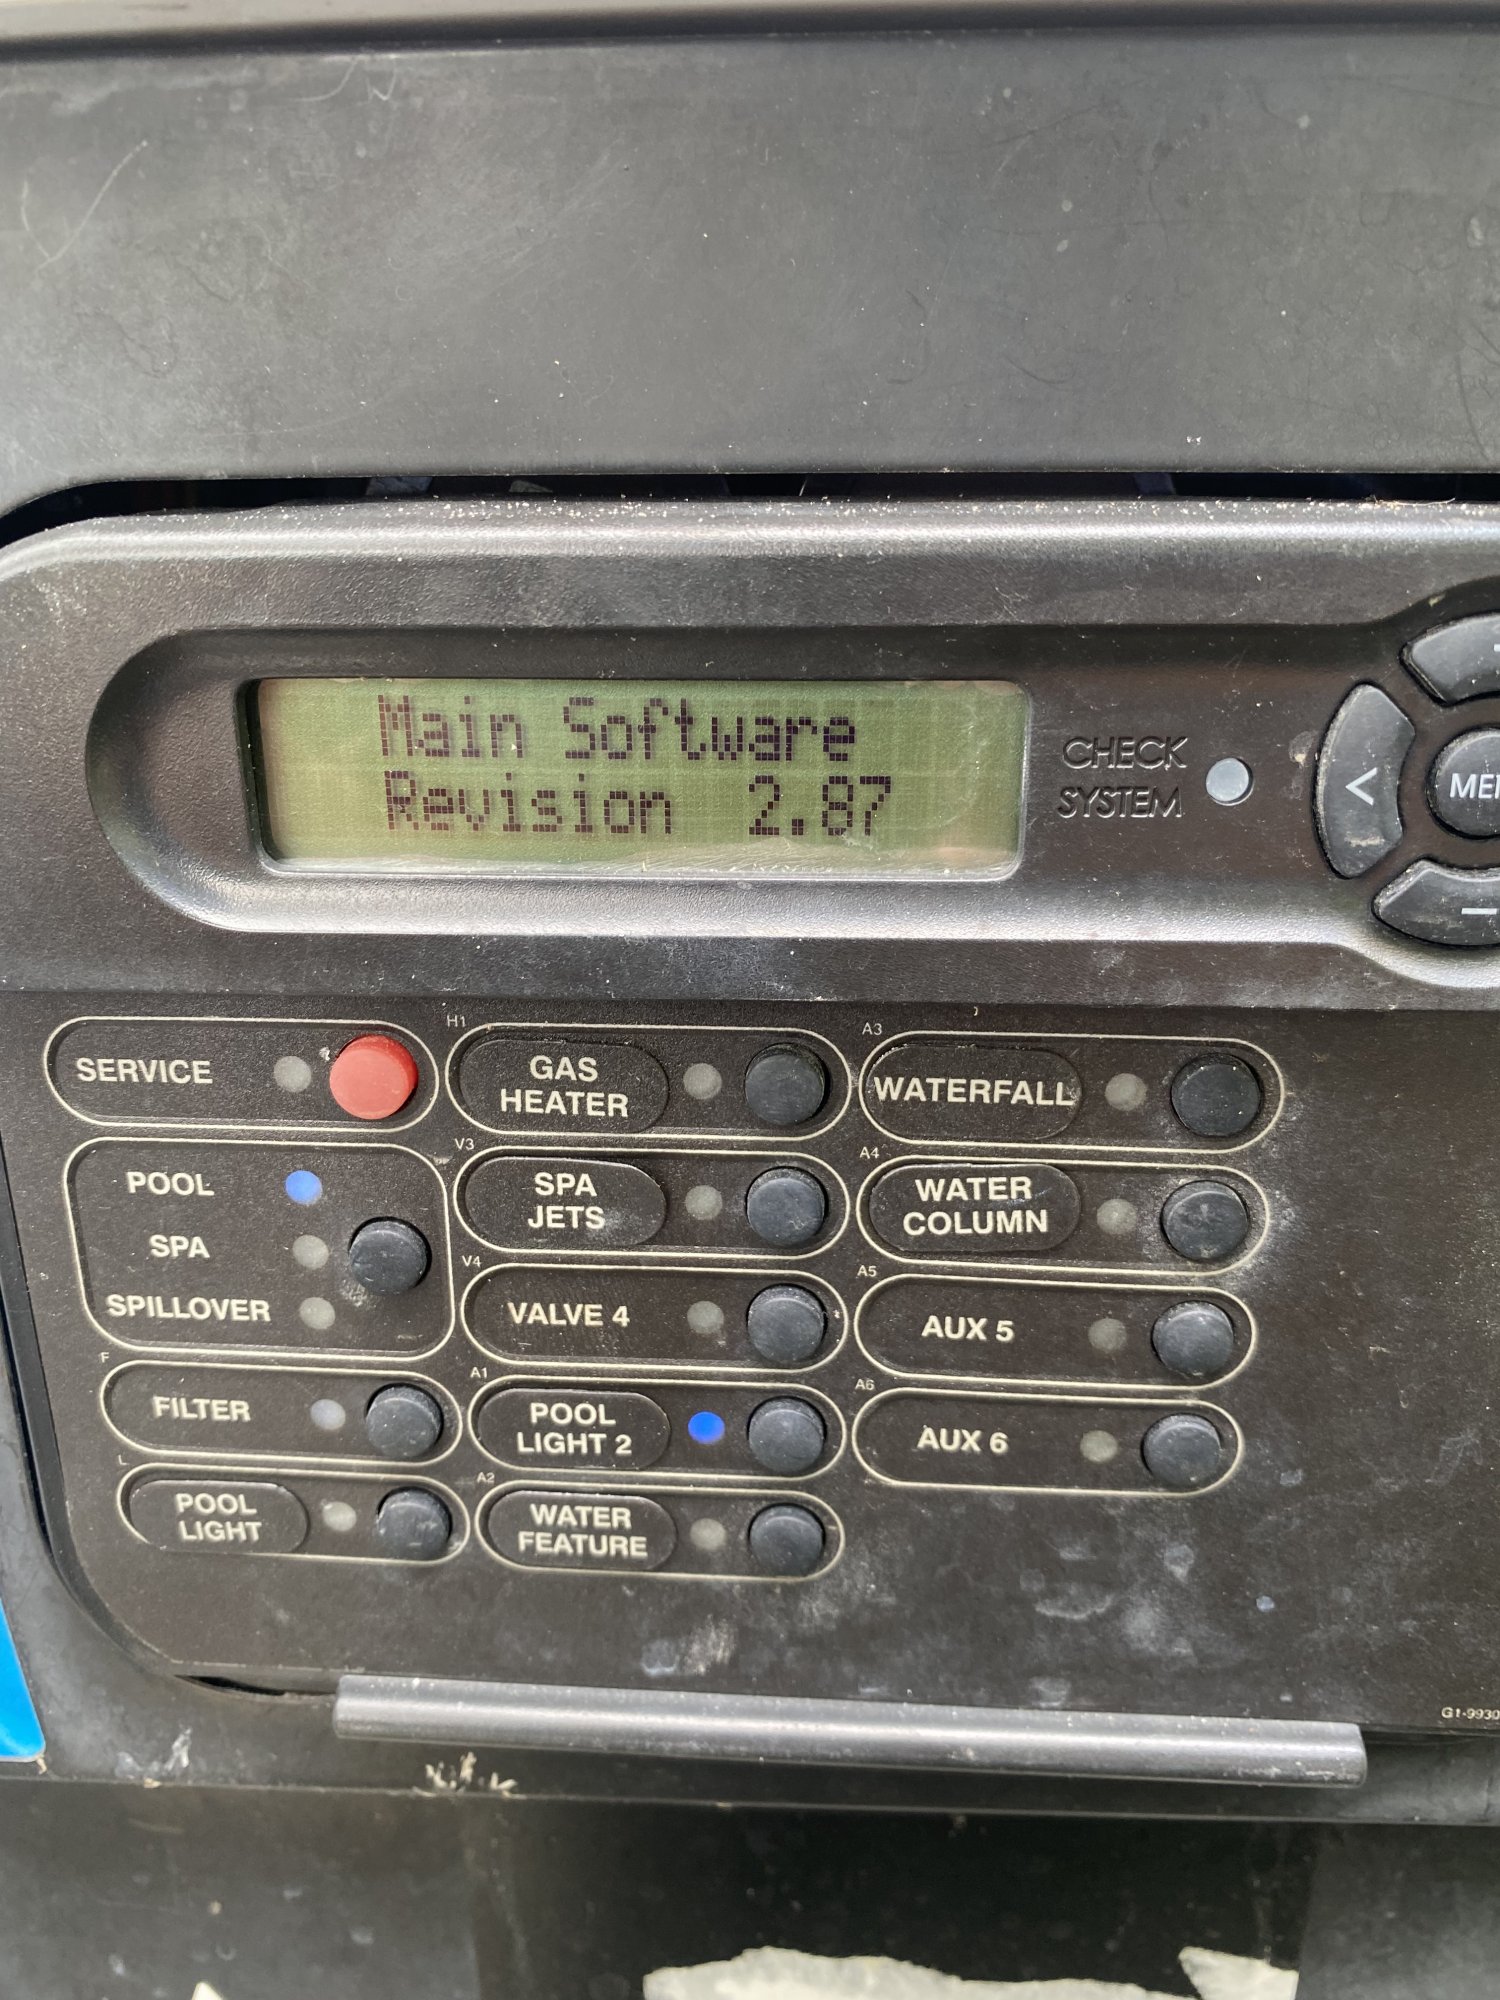 Main Software
Revision 2.87
CHECK
SYSTEM
<
–
SERVICE
H1
GAS
HEATER
A3
WATERFALL
POOL
SPA
SPILLOVER
V3
SPA
JETS
A4
WATER
COLUMN
V4
VALVE 4
A5
AUX 5
F
FILTER
A1
POOL
LIGHT 2
A6
AUX 6
L
POOL
LIGHT
A2
WATER
FEATURE